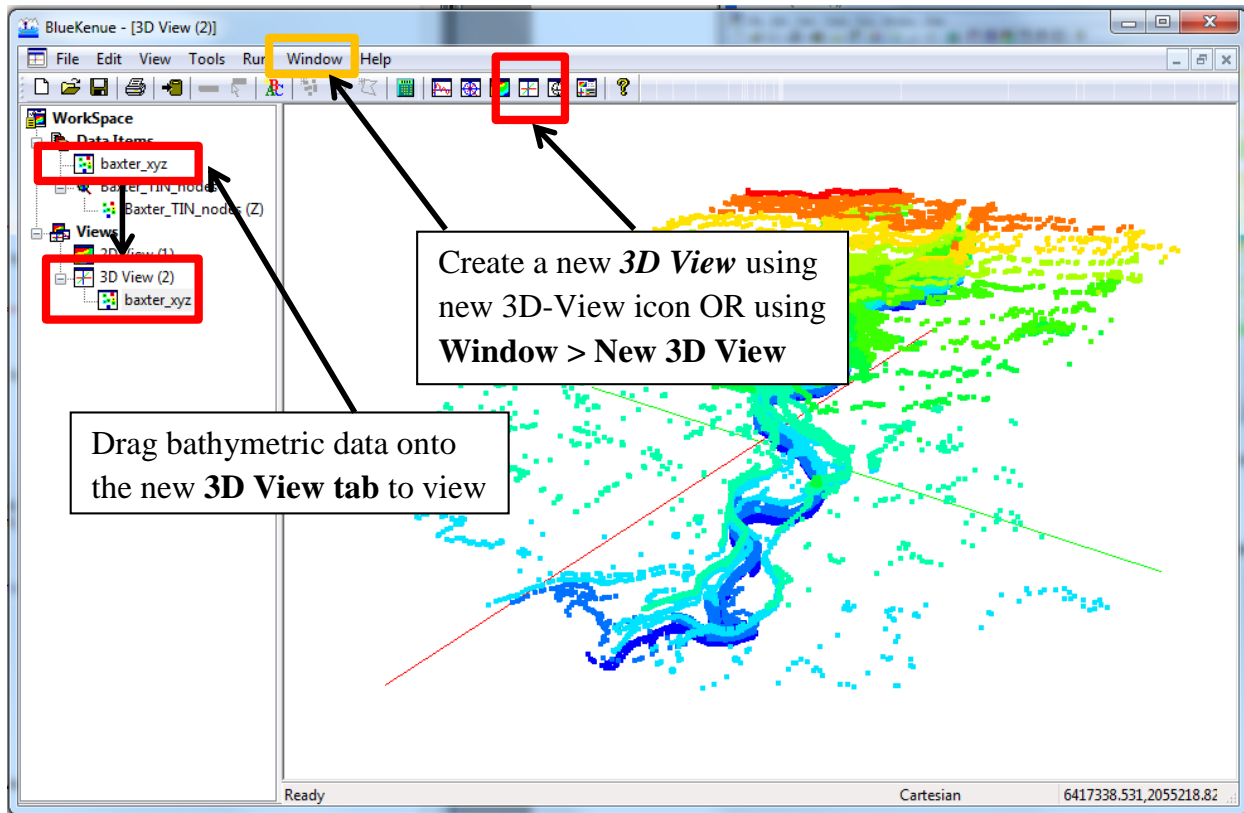 BlueKenue - [3D View (2)]
File Edit View Tools Run Window Help
WorkSpace
Data Items
baxter_xyz
Baxter_TIN_nodes
Baxter_TIN_nodes (Z)
Views
2D View (1)
3D View (2)
baxter_xyz
Create a new 3D View using
new 3D-View icon OR using
Window > New 3D View
Drag bathymetric data onto
the new 3D View tab to view
Ready Cartesian 6417338.531,2055218.82